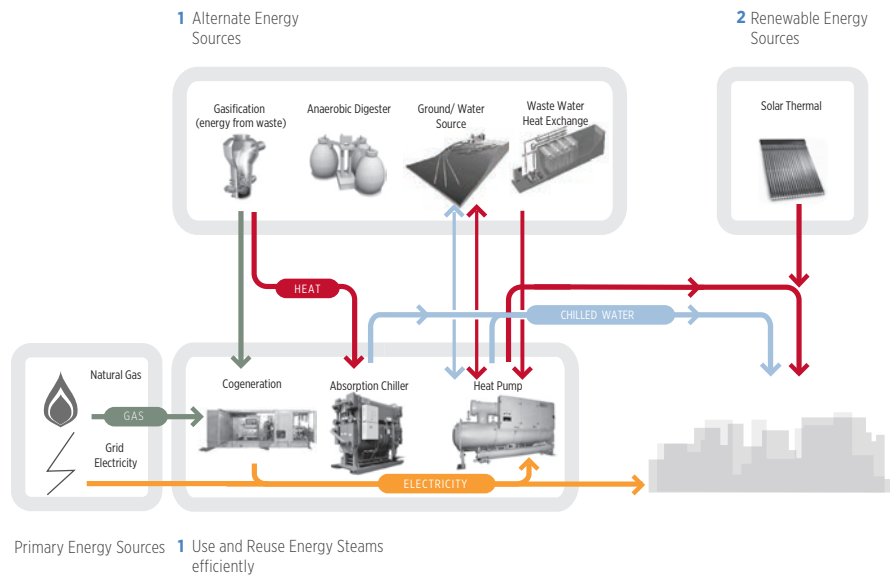 1 Alternate Energy
Sources
2 Renewable Energy
Sources
Gasification
(energy from waste)
Anaerobic Digester
Ground/ Water
Source
Waste Water
Heat Exchange
Solar Thermal
HEAT
CHILLED WATER
Natural Gas
GAS
Grid
Electricity
Cogeneration
Absorption Chiller
Heat Pump
ELECTRICITY
Primary Energy Sources
1 Use and Reuse Energy Steams
efficiently